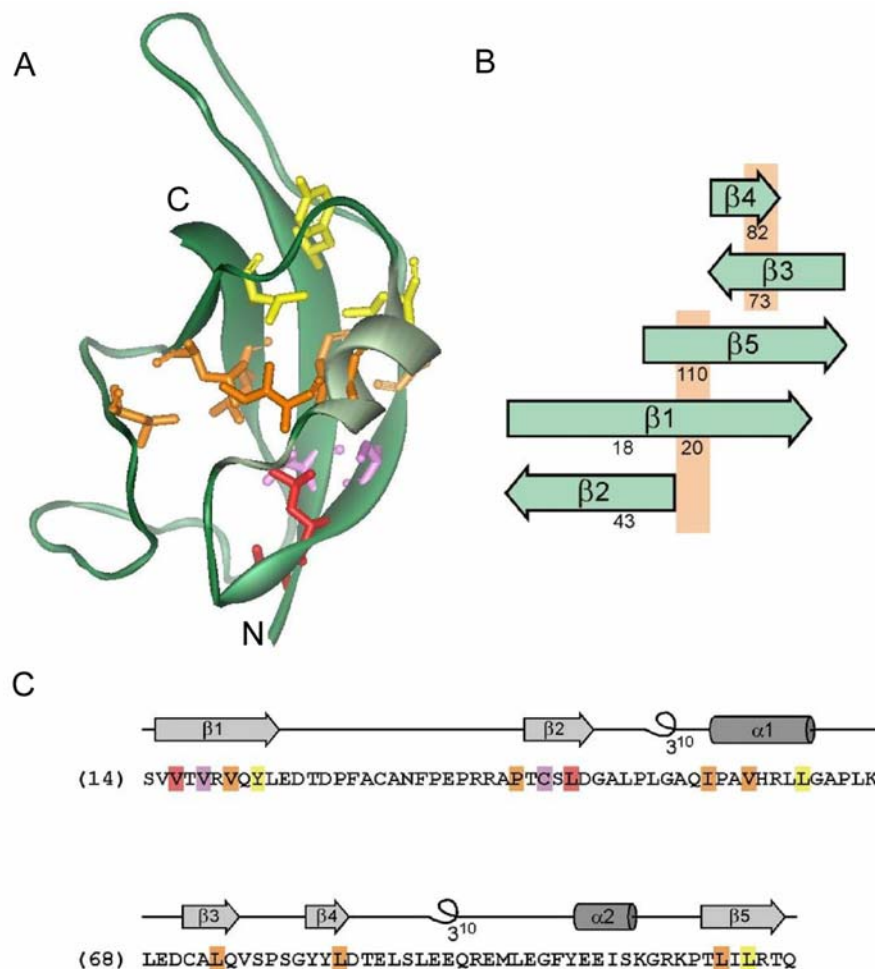 A
C
N
B
β4
82
β3
73
β5
110
β1
18 20
β2
43
C
β1 β2 3¹⁰ α1
(14) SVVTVRVQYLEDTDPFACANFPEPRRAPTCSLDGALPLGAQIPAVHRLLGAPLK
β3 β4 3¹⁰ α2 β5
(68) LEDCALQVSPSGYYLDTELSLEEQREMLEGFYEEISKGRKPTLILRTQ